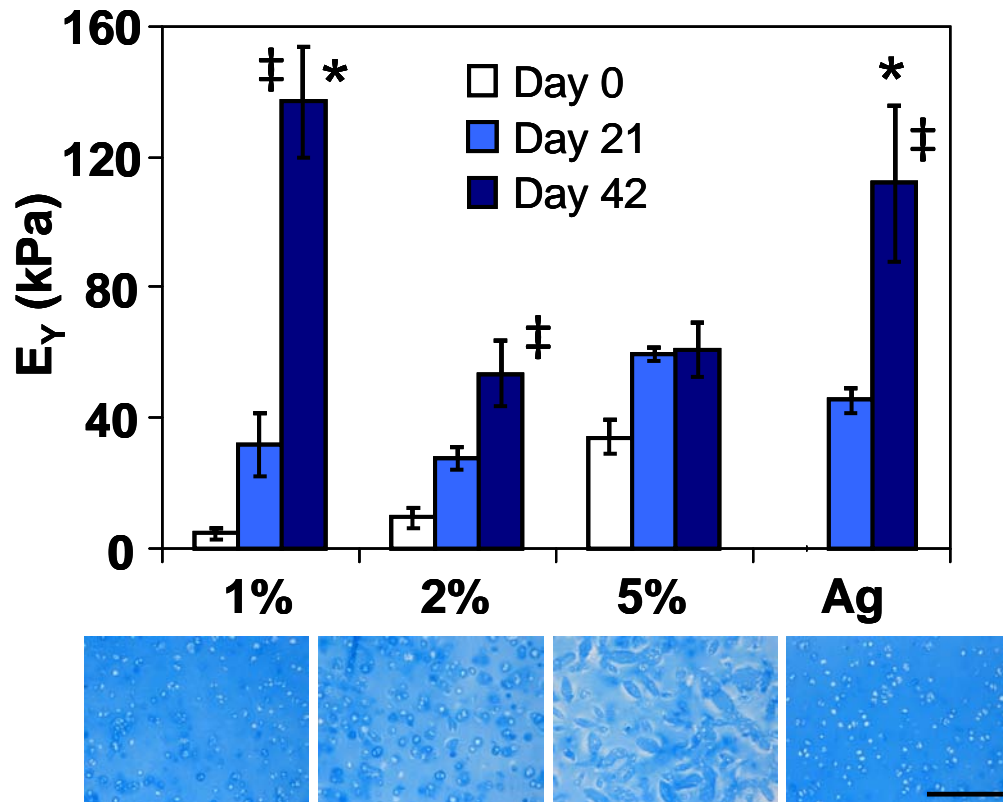 160
‡ *
Day 0
*
Day 21
‡
120
Day 42
E_Y (kPa)
80
‡
40
0
1% 2% 5% Ag